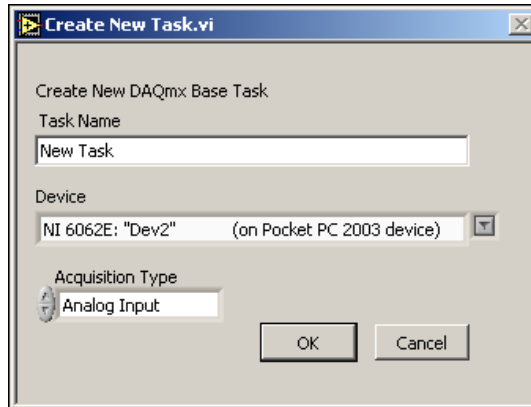 Create New Task.vi
Create New DAQmx Base Task
Task Name
New Task
Device
NI 6062E: "Dev2" (on Pocket PC 2003 device)
Acquisition Type
Analog Input
OK Cancel